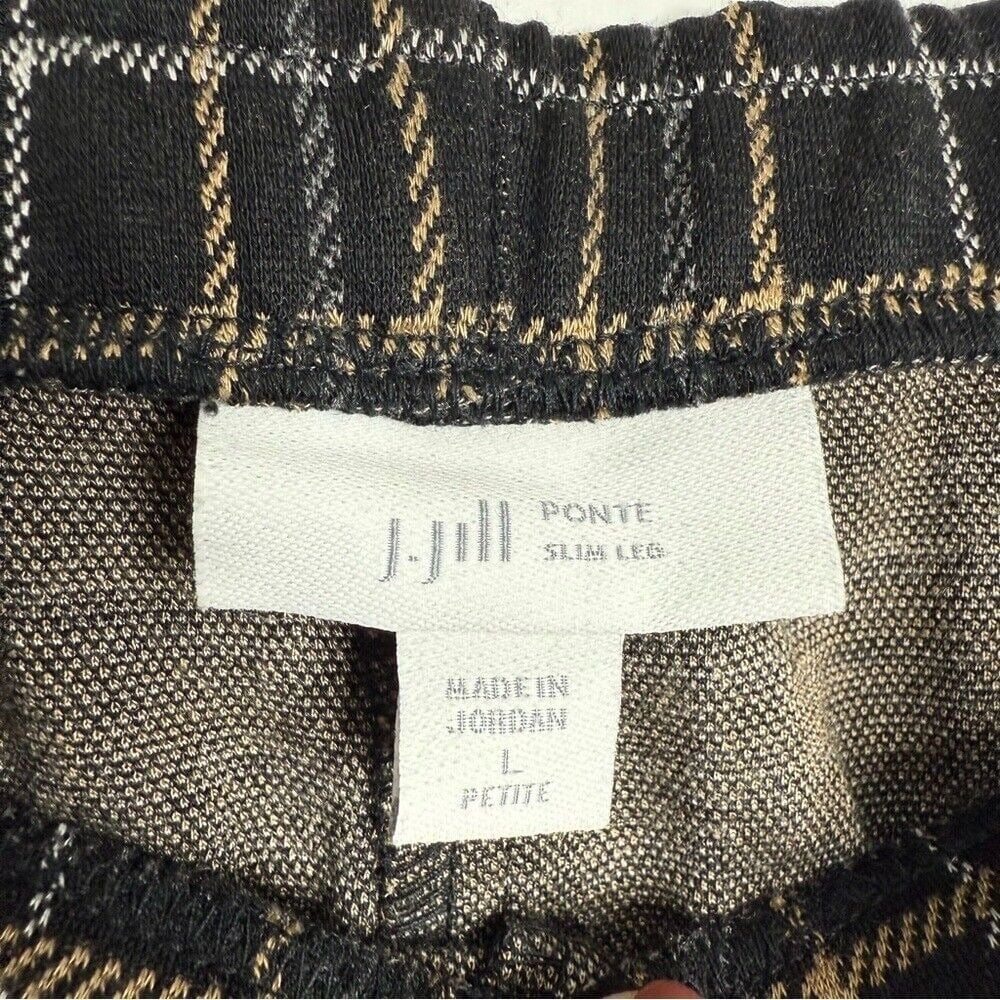 J.Jill PONTE
SLIM LEG
MADE IN
JORDAN
L
PETITE